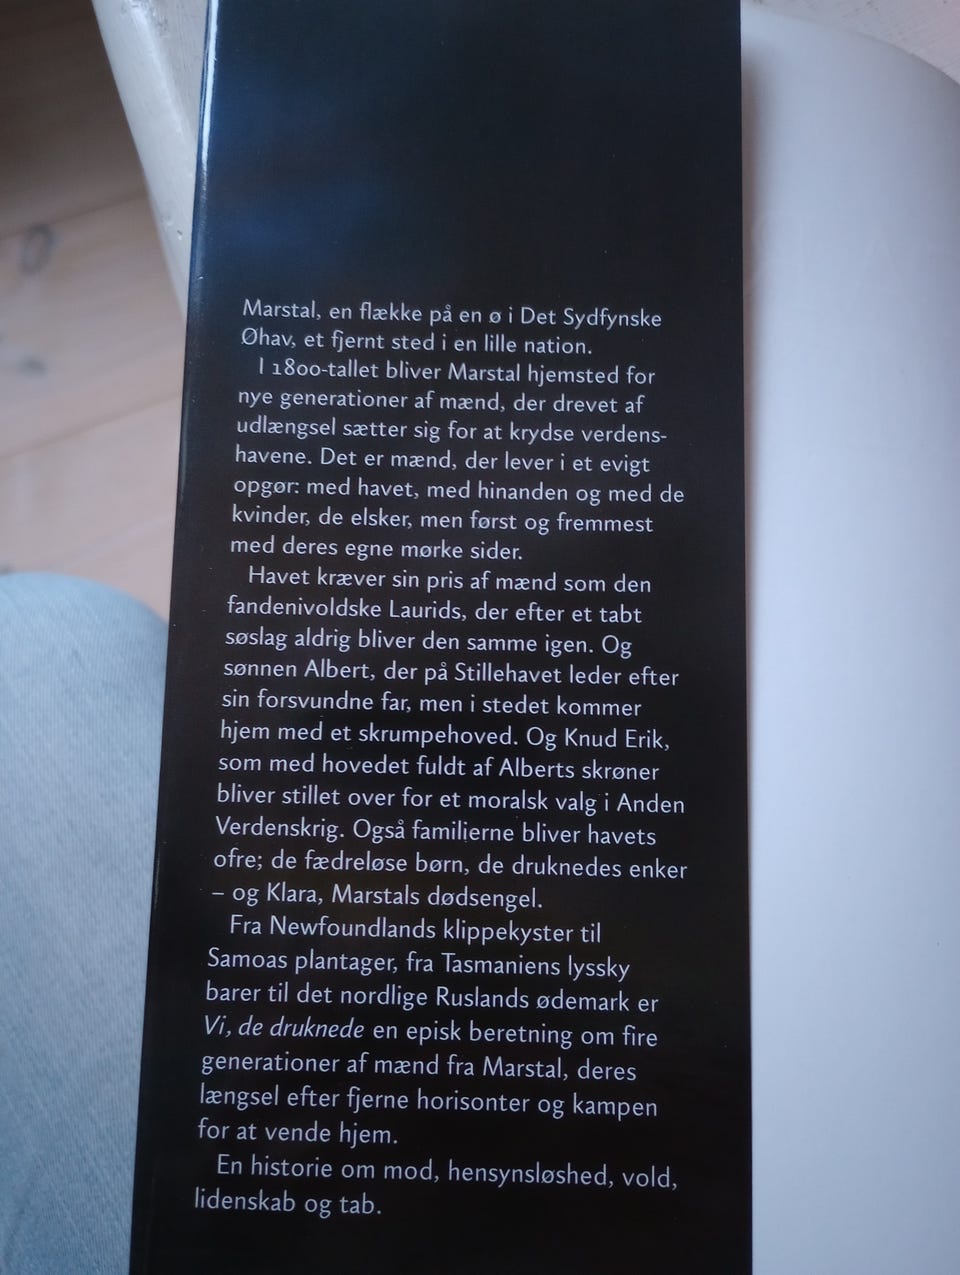 Marstal, en flække på en ø i Det Sydfynske
Øhav, et fjernt sted i en lille nation.
I 1800-tallet bliver Marstal hjemsted for
nye generationer af mænd, der drevet af
udlængsel sætter sig for at krydse verdens-
havene. Det er mænd, der lever i et evigt
opgør: med havet, med hinanden og med de
kvinder, de elsker, men først og fremmest
med deres egne mørke sider.
Havet kræver sin pris af mænd som den
fandenivoldske Laurids, der efter et tabt
søslag aldrig bliver den samme igen. Og
sønnen Albert, der på Stillehavet leder efter
sin forsvundne far, men i stedet kommer
hjem med et skrumpehoved. Og Knud Erik,
som med hovedet fuldt af Alberts skrøner
bliver stillet over for et moralsk valg i Anden
Verdenskrig. Også familierne bliver havets
ofre; de fædreløse børn, de druknedes enker
– og Klara, Marstals dødsengel.
Fra Newfoundlands klippekyster til
Samoas plantager, fra Tasmaniens lyssky
barer til det nordlige Ruslands ødemark er
Vi, de druknede en episk beretning om fire
generationer af mænd fra Marstal, deres
længsel efter fjerne horisonter og kampen
for at vende hjem.
En historie om mod, hensynsløshed, vold,
lidenskab og tab.